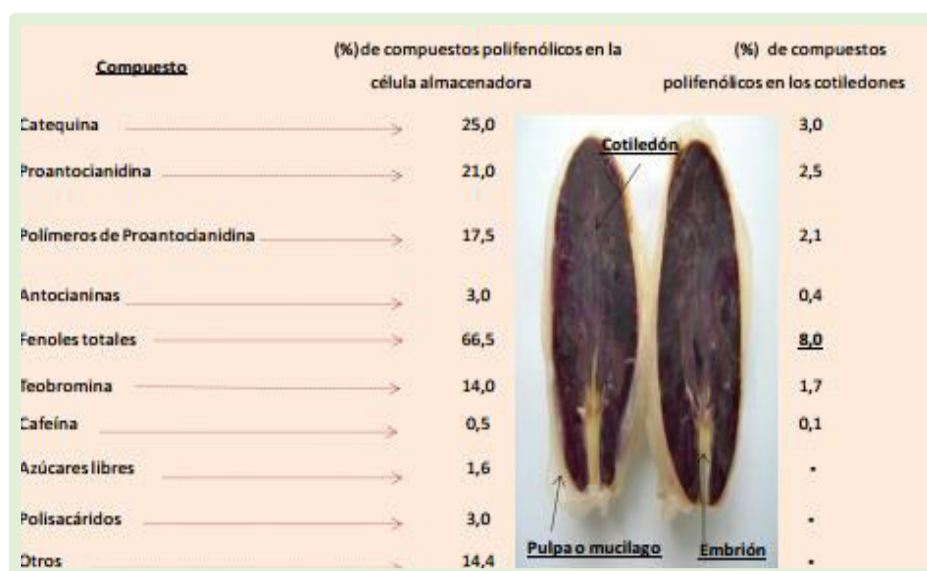 Compuesto (%)de compuestos polifenólicos en la célula almacenadora (%) de compuestos polifenólicos en los cotiledones
Catequina 25,0 3,0
Cotiledón
Proantocianidina 21,0 2,5
Polímeros de Proantocianidina 17,5 2,1
Antocianinas 3,0 0,4
Fenoles totales 66,5 8,0
Teobromina 14,0 1,7
Cafeína 0,5 0,1
Azúcares libres 1,6 -
Polisacáridos 3,0 -
Pulpa o mucilago Embrión
Otros 14,4 -